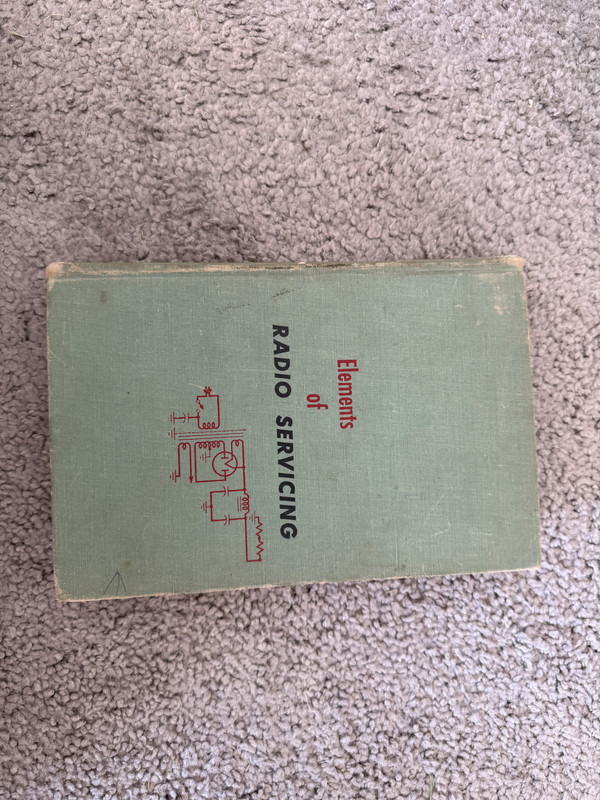 Elements
of
RADIO SERVICING